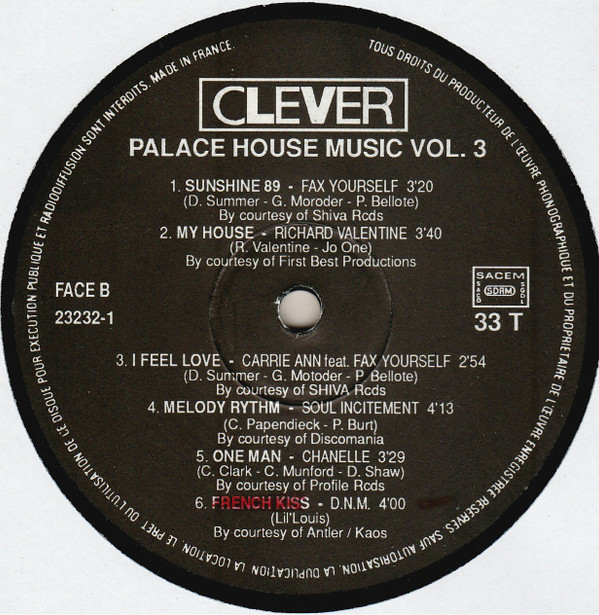 TOUS DROITS DU PRODUCTEUR DE L'ŒUVRE PHONOGRAPHIQUE ET DU PROPRIETAIRE DE L'ŒUVRE ENREGISTREE RESERVES. SAUF AUTORISATION, LA DUPLICATION, LA LOCATION, LE PRET OU L'UTILISATION DE CE DISQUE POUR EXECUTION PUBLIQUE ET RADIODIFFUSION SONT INTERDITS. MADE IN FRANCE.
CLEVER
PALACE HOUSE MUSIC VOL. 3
1. SUNSHINE 89 - FAX YOURSELF 3'20
(D. Summer - G. Moroder - P. Bellote)
By courtesy of Shiva Rcds
2. MY HOUSE - RICHARD VALENTINE 3'40
(R. Valentine - Jo One)
By courtesy of First Best Productions
FACE B
23232-1
SACEM
SACD SDRM SGDL
33 T
3. I FEEL LOVE - CARRIE ANN feat. FAX YOURSELF 2'54
(D. Summer - G. Motoder - P. Bellote)
By courtesy of SHIVA Rcds
4. MELODY RYTHM - SOUL INCITEMENT 4'13
(C. Papendieck - P. Burt)
By courtesy of Discomania
5. ONE MAN - CHANELLE 3'29
(C. Clark - C. Munford - D. Shaw)
By courtesy of Profile Rcds
6. FRENCH KISS - D.N.M. 4'00
(Lil'Louis)
By courtesy of Antler / Kaos